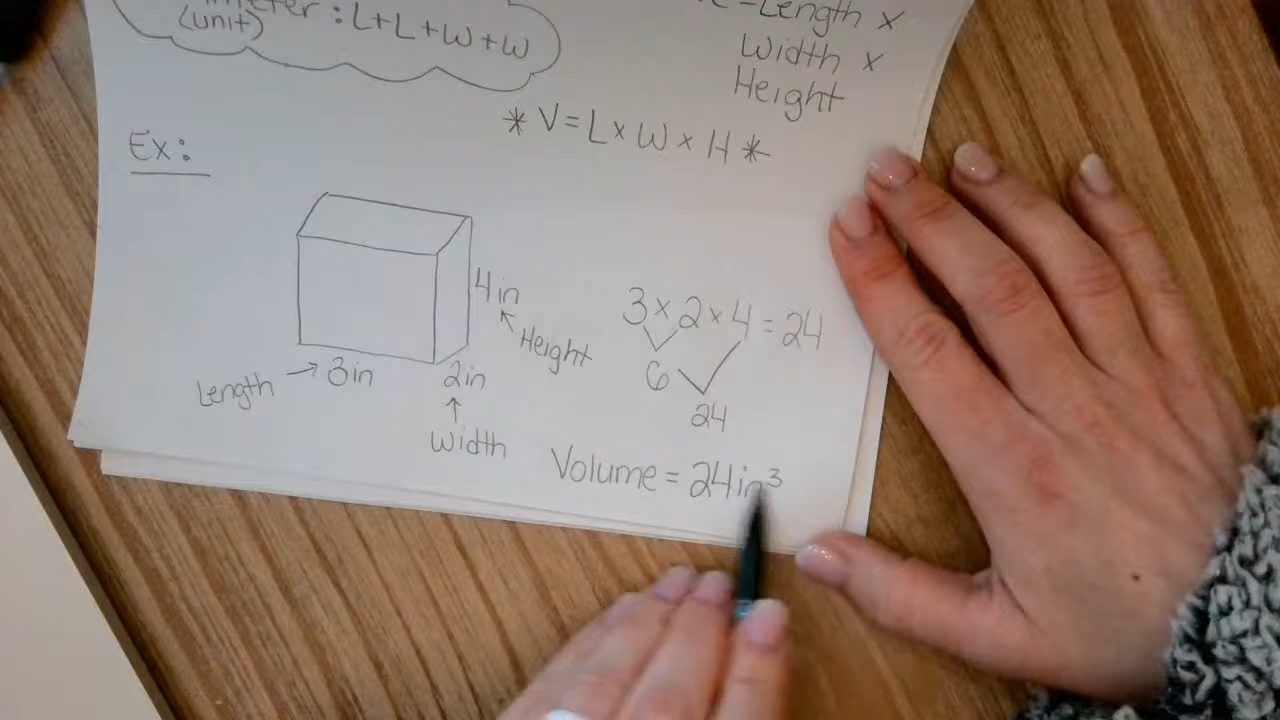 : L+L+W+W
(unit)
Length x
Width x
Height
* V=L x W x H *
Ex:
4in
Height
3 x 2 x 4 = 24
6
24
Length → 3in
2in
Width
Volume = 24in³